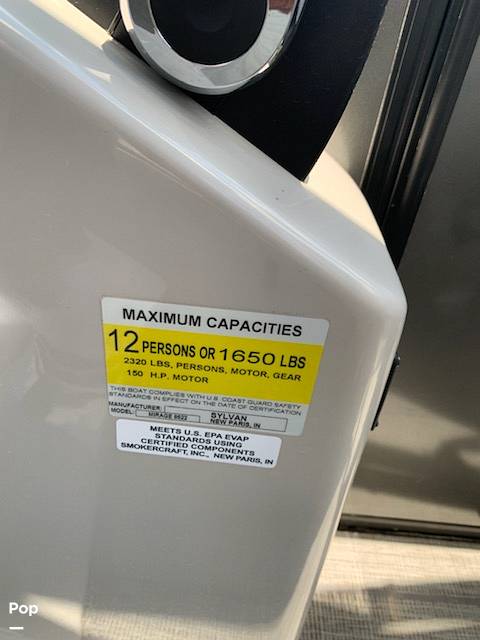 MAXIMUM CAPACITIES
12 PERSONS OR 1650 LBS
2320 LBS, PERSONS, MOTOR, GEAR
150 H.P. MOTOR
THIS BOAT COMPLIES WITH U.S. COAST GUARD SAFETY
STANDARDS IN EFFECT ON THE DATE OF CERTIFICATION
MANUFACTURER: SYLVAN
MODEL: MIRAGE 8522 NEW PARIS, IN
MEETS U.S. EPA EVAP
STANDARDS USING
CERTIFIED COMPONENTS
SMOKERCRAFT, INC., NEW PARIS, IN
Pop